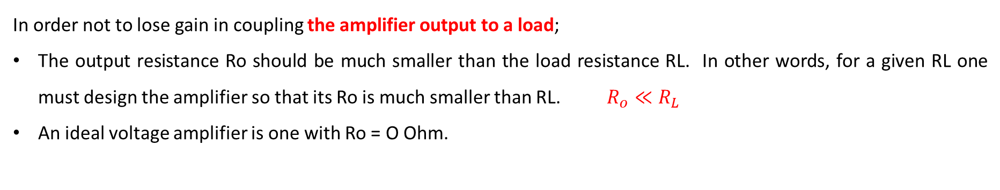 In order not to lose gain in coupling the amplifier output to a load;
• The output resistance Ro should be much smaller than the load resistance RL. In other words, for a given RL one
must design the amplifier so that its Ro is much smaller than RL. Rₒ ≪ R_L
• An ideal voltage amplifier is one with Ro = O Ohm.